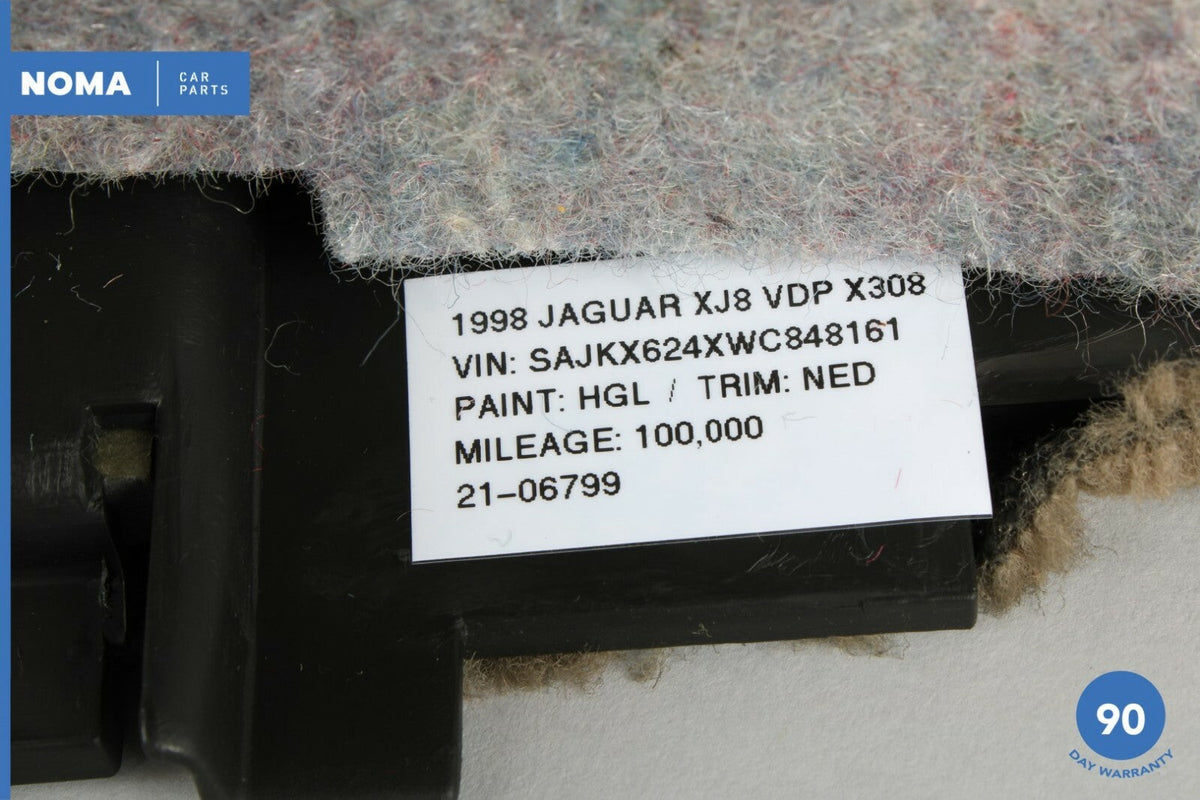 NOMA CAR PARTS
1998 JAGUAR XJ8 VDP X308
VIN: SAJKX624XWC848161
PAINT: HGL / TRIM: NED
MILEAGE: 100,000
21-06799
90
DAY WARRANTY